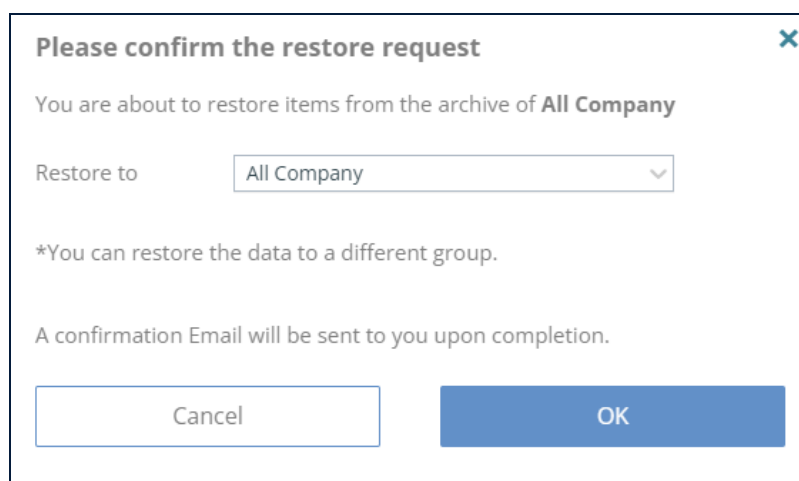 Please confirm the restore request
You are about to restore items from the archive of All Company
Restore to All Company
*You can restore the data to a different group.
A confirmation Email will be sent to you upon completion.
Cancel OK